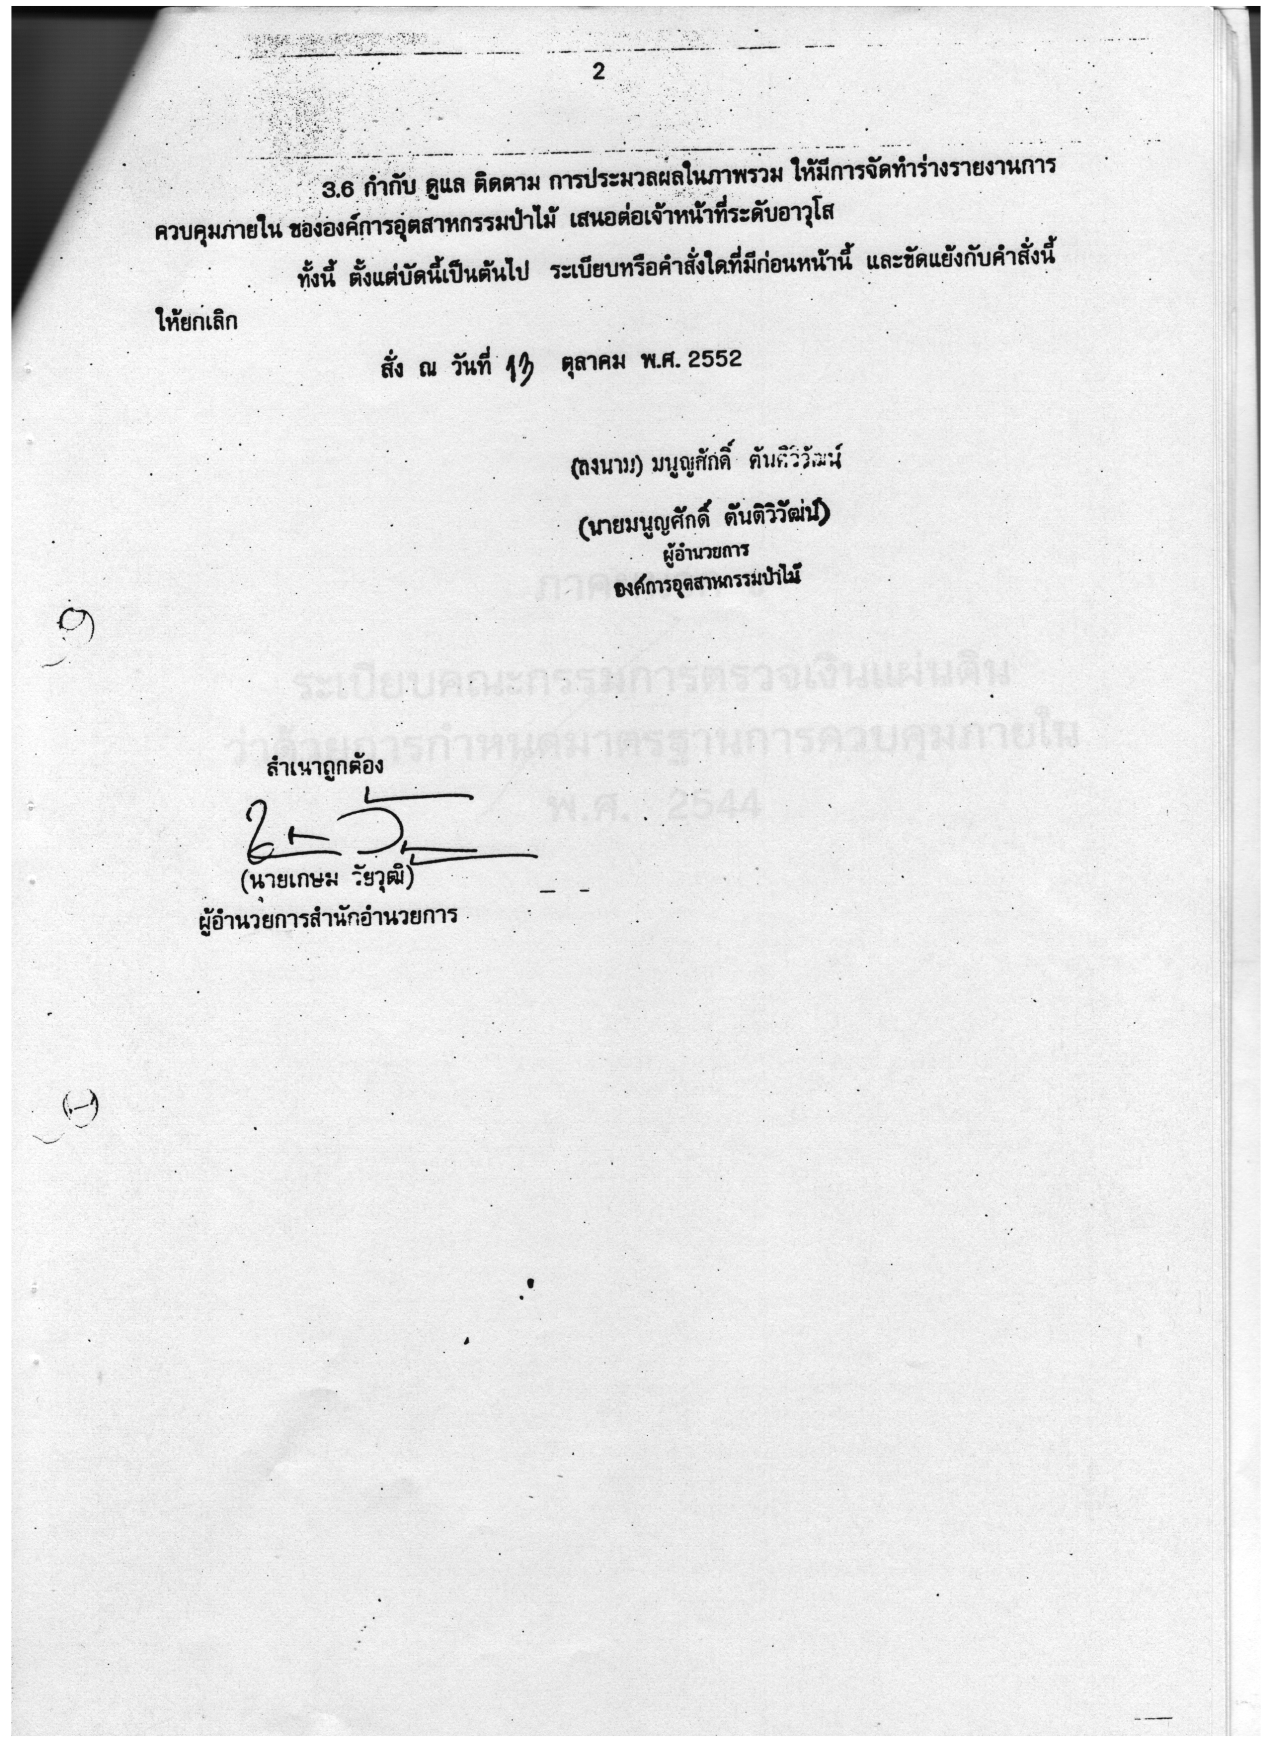 2
3.6 กำกับ ดูแล ติดตาม การประมวลผลในภาพรวม ให้มีการจัดทำร่างรายงานการ
ควบคุมภายใน ขององค์การอุตสาหกรรมป่าไม้ เสนอต่อเจ้าหน้าที่ระดับอาวุโส
ทั้งนี้ ตั้งแต่บัดนี้เป็นต้นไป ระเบียบหรือคำสั่งใดที่มีก่อนหน้านี้ และขัดแย้งกับคำสั่งนี้
ให้ยกเลิก
สั่ง ณ วันที่ 13 ตุลาคม พ.ศ. 2552
(ลงนาม) มนูญศักดิ์ ตันติวิวัฒน์
(นายมนูญศักดิ์ ตันติวิวัฒน์)
ผู้อำนวยการ
องค์การอุตสาหกรรมป่าไม้
ระเบียบคณะกรรมการตรวจเงินแผ่นดิน
ว่าด้วยการกำหนดมาตรฐานการควบคุมภายใน
พ.ศ. 2544
สำเนาถูกต้อง
(นายเกษม วัยวุฒิ)
ผู้อำนวยการสำนักอำนวยการ